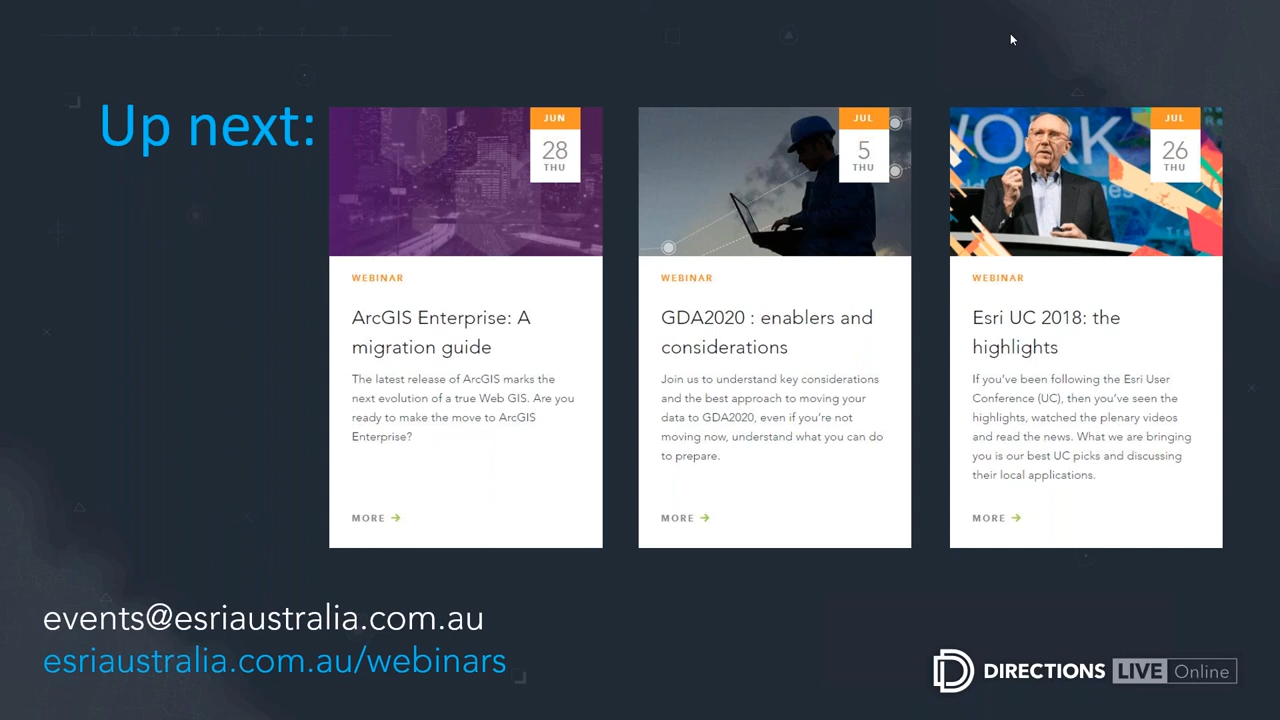 Up next:
JUN
28
THU
WEBINAR
ArcGIS Enterprise: A
migration guide
The latest release of ArcGIS marks the
next evolution of a true Web GIS. Are you
ready to make the move to ArcGIS
Enterprise?
MORE →
JUL
5
THU
WEBINAR
GDA2020 : enablers and
considerations
Join us to understand key considerations
and the best approach to moving your
data to GDA2020, even if you're not
moving now, understand what you can do
to prepare.
MORE →
WORK
JUL
26
THU
WEBINAR
Esri UC 2018: the
highlights
If you've been following the Esri User
Conference (UC), then you've seen the
highlights, watched the plenary videos
and read the news. What we are bringing
you is our best UC picks and discussing
their local applications.
MORE →
events@esriaustralia.com.au
esriaustralia.com.au/webinars
DIRECTIONS LIVE Online